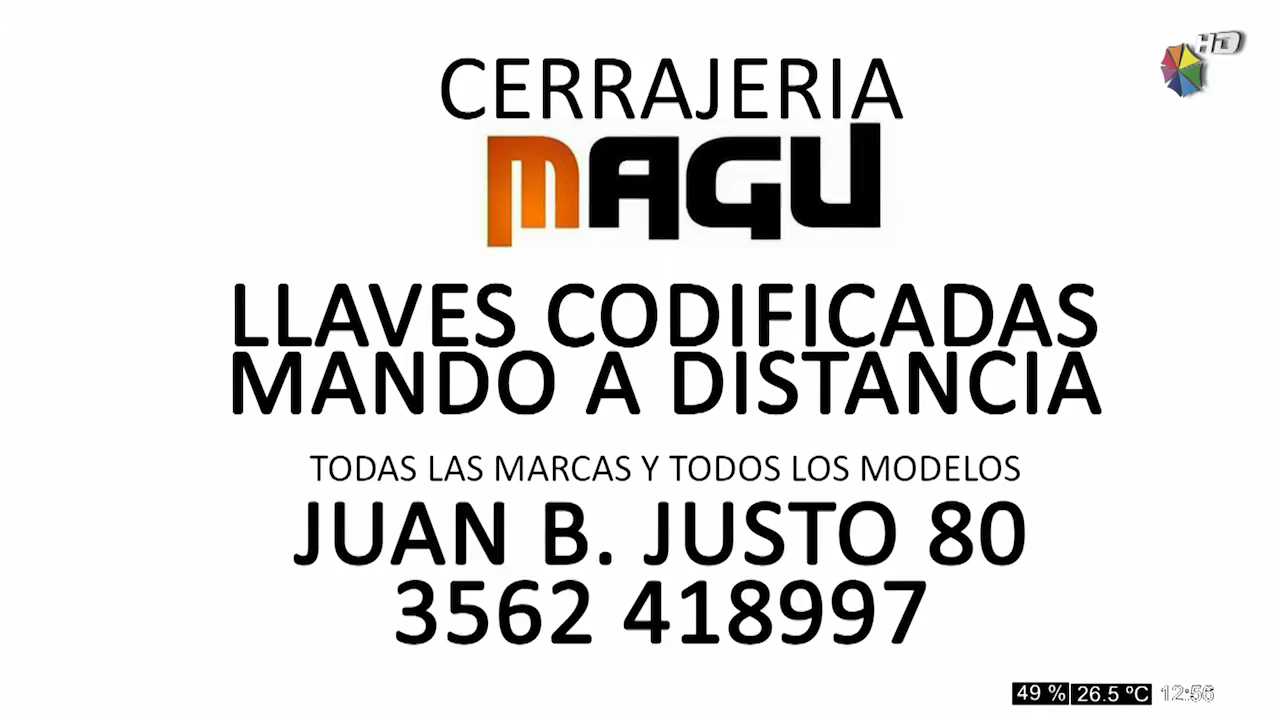 HD
CERRAJERIA
MAGU
LLAVES CODIFICADAS
MANDO A DISTANCIA
TODAS LAS MARCAS Y TODOS LOS MODELOS
JUAN B. JUSTO 80
3562 418997
49 % 26.5 ºC 12:56